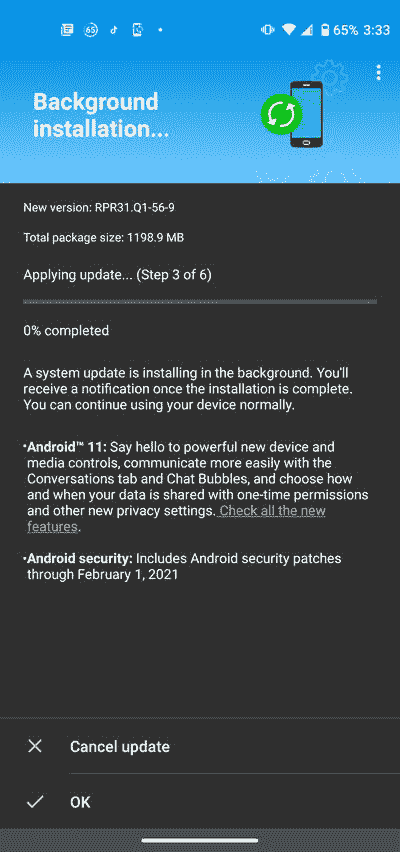 65 65% 3:33
Background
installation...
New version: RPR31.Q1-56-9
Total package size: 1198.9 MB
Applying update... (Step 3 of 6)
0% completed
A system update is installing in the background. You'll
receive a notification once the installation is complete.
You can continue using your device normally.
•Android™ 11: Say hello to powerful new device and
media controls, communicate more easily with the
Conversations tab and Chat Bubbles, and choose how
and when your data is shared with one-time permissions
and other new privacy settings. Check all the new
features.
•Android security: Includes Android security patches
through February 1, 2021
Cancel update
OK